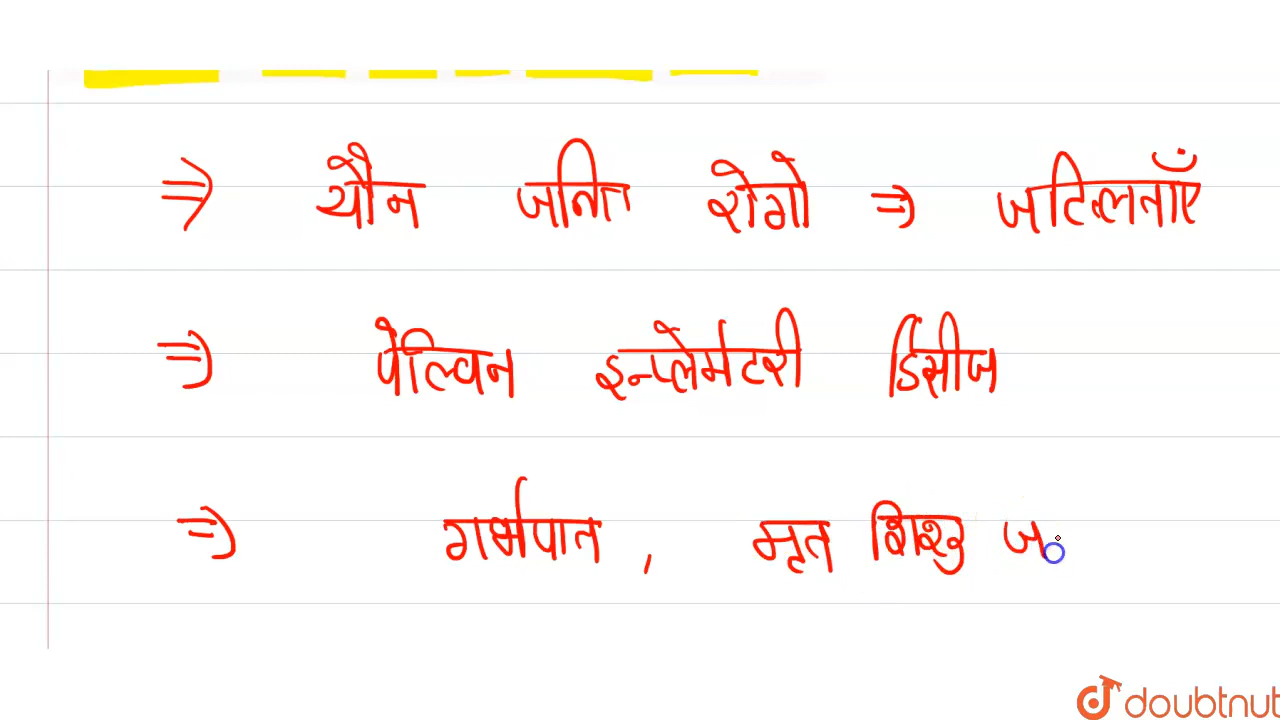 ⇒ यौन जनित रोगो ⇒ जटिलताएँ
⇒ पेल्विन इन्प्लेमेटरी डिसीज
⇒ गर्भपात , मृत शिशु ज
doubtnut